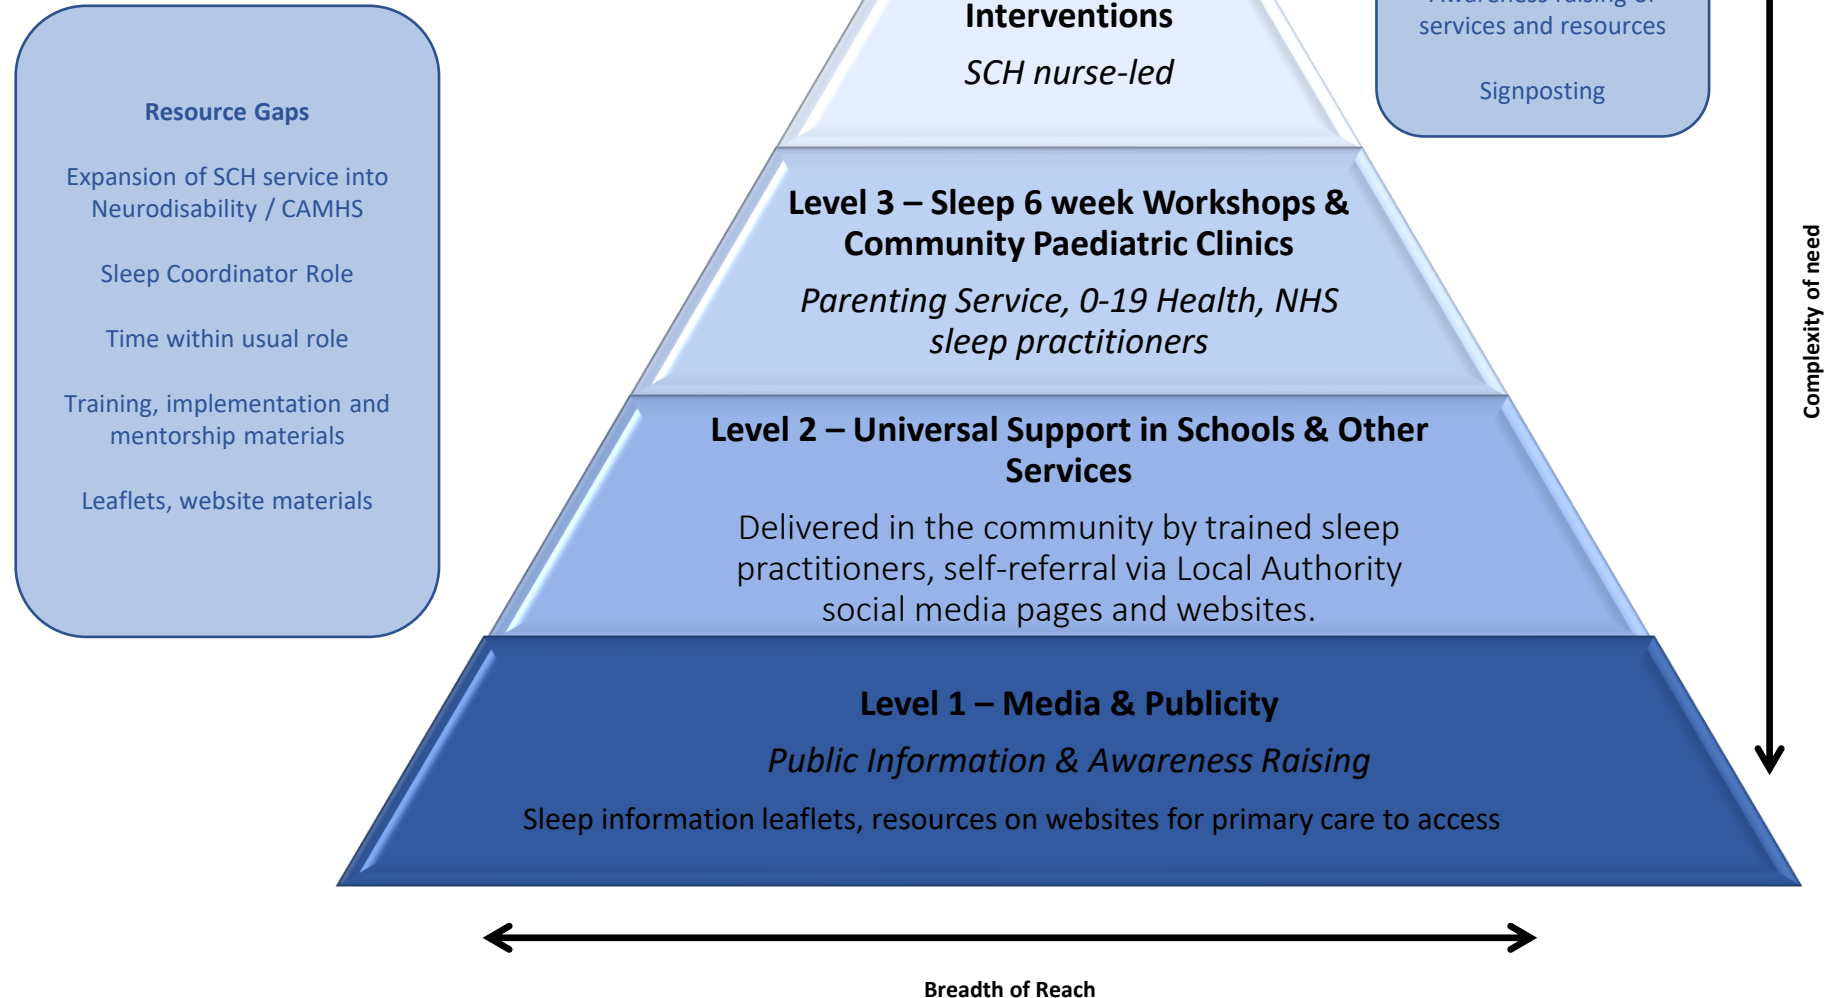 Interventions
SCH nurse-led
Awareness raising of
services and resources
Signposting
Resource Gaps
Expansion of SCH service into
Neurodisability / CAMHS
Sleep Coordinator Role
Time within usual role
Training, implementation and
mentorship materials
Leaflets, website materials
Level 3 – Sleep 6 week Workshops &
Community Paediatric Clinics
Parenting Service, 0-19 Health, NHS
sleep practitioners
Level 2 – Universal Support in Schools & Other
Services
Delivered in the community by trained sleep
practitioners, self-referral via Local Authority
social media pages and websites.
Level 1 – Media & Publicity
Public Information & Awareness Raising
Sleep information leaflets, resources on websites for primary care to access
Complexity of need
Breadth of Reach